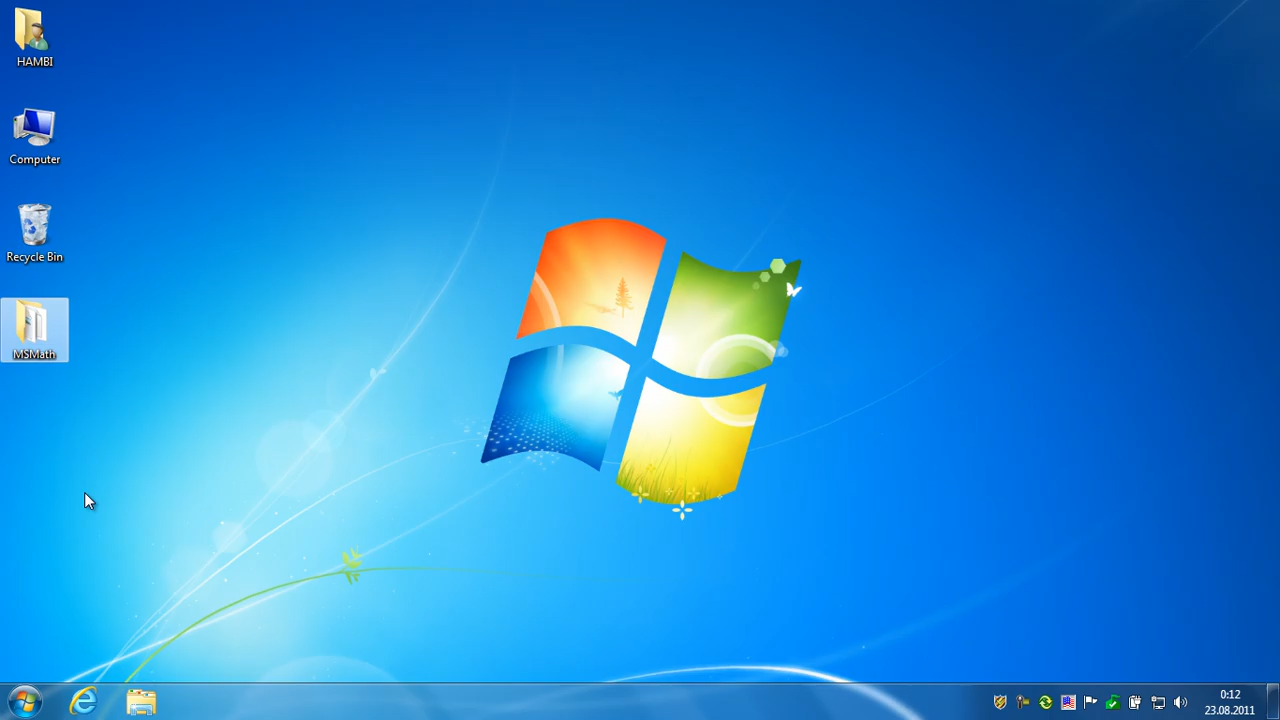 HAMBI
Computer
Recycle Bin
MSMath
0:12
23.08.2011